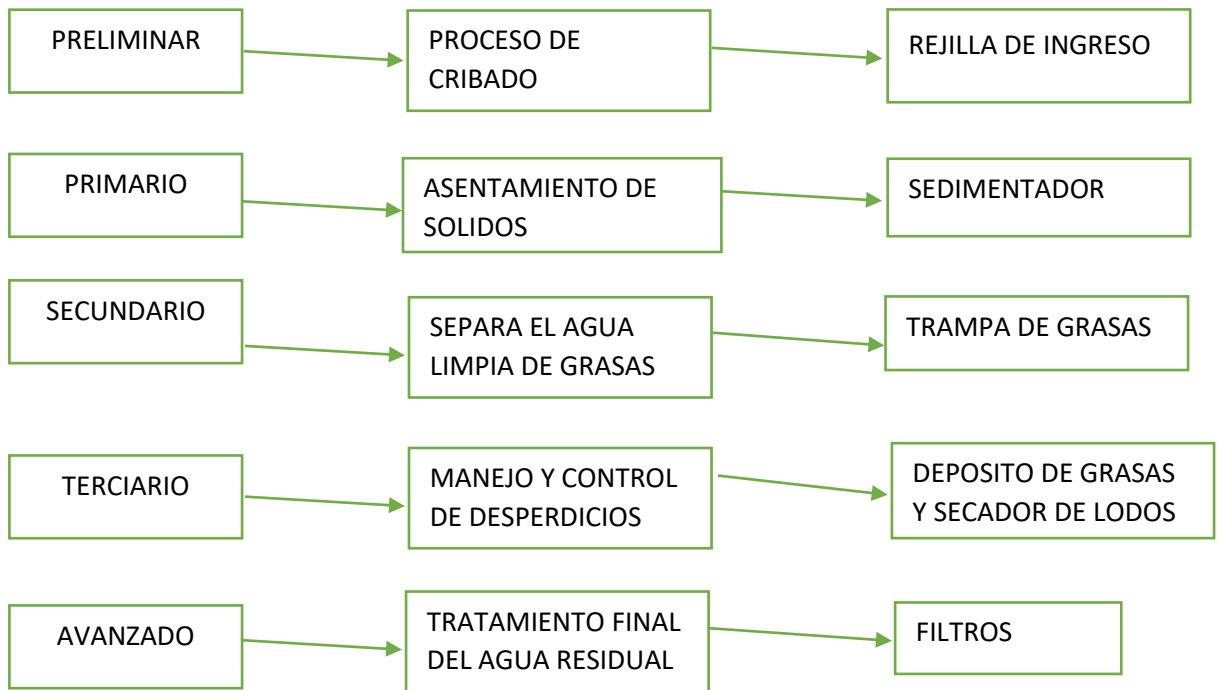 PRELIMINAR
PROCESO DE
CRIBADO
REJILLA DE INGRESO
PRIMARIO
ASENTAMIENTO DE
SOLIDOS
SEDIMENTADOR
SECUNDARIO
SEPARA EL AGUA
LIMPIA DE GRASAS
TRAMPA DE GRASAS
TERCIARIO
MANEJO Y CONTROL
DE DESPERDICIOS
DEPOSITO DE GRASAS
Y SECADOR DE LODOS
AVANZADO
TRATAMIENTO FINAL
DEL AGUA RESIDUAL
FILTROS